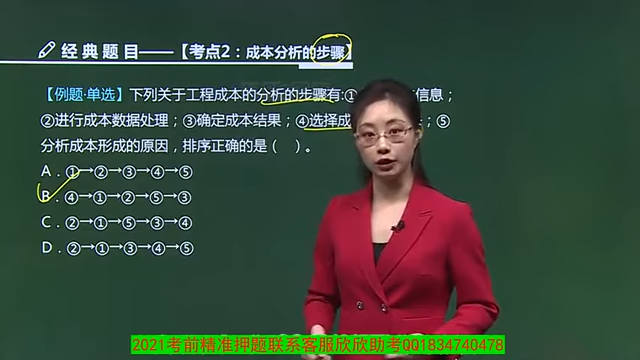 经典题目——【考点2：成本分析的步骤】
【例题·单选】下列关于工程成本的分析的步骤有:① 信息；
②进行成本数据处理；③确定成本结果；④选择成 ；⑤
分析成本形成的原因，排序正确的是（ ）。
A．①→②→③→④→⑤
B．④→①→②→⑤→③
C．②→①→⑤→③→④
D．②→①→③→④→⑤
2021考前精准押题联系客服欣欣助考QQ1834740478